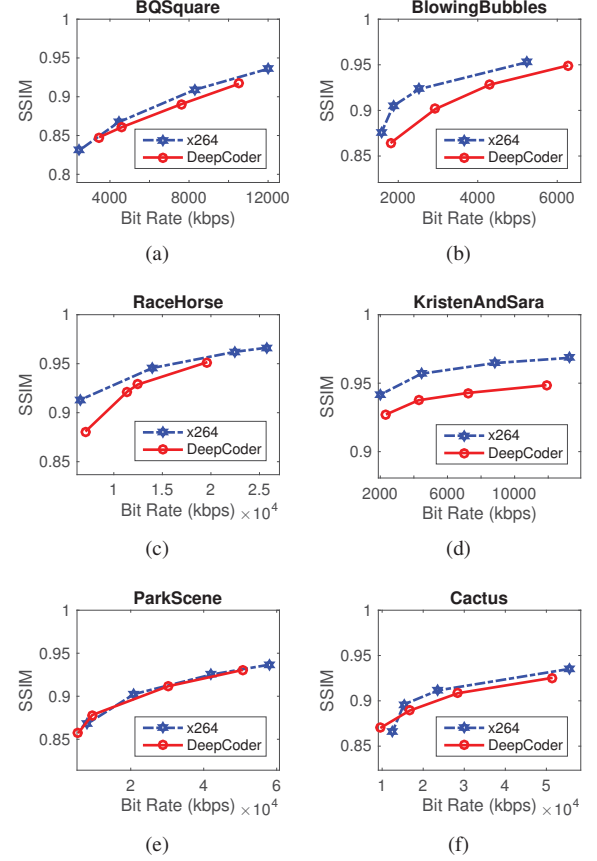 BQSquare
1
0.95
0.9
0.85
0.8
SSIM
x264
DeepCoder
4000 8000 12000
Bit Rate (kbps)
(a)
BlowingBubbles
1
0.95
0.9
0.85
SSIM
x264
DeepCoder
2000 4000 6000
Bit Rate (kbps)
(b)
RaceHorse
1
0.95
0.9
0.85
SSIM
x264
DeepCoder
1 1.5 2 2.5
Bit Rate (kbps) ×10^4
(c)
KristenAndSara
1
0.95
0.9
SSIM
x264
DeepCoder
2000 6000 10000
Bit Rate (kbps)
(d)
ParkScene
1
0.95
0.9
0.85
SSIM
x264
DeepCoder
2 4 6
Bit Rate (kbps) ×10^4
(e)
Cactus
1
0.95
0.9
0.85
SSIM
x264
DeepCoder
1 2 3 4 5
Bit Rate (kbps) ×10^4
(f)